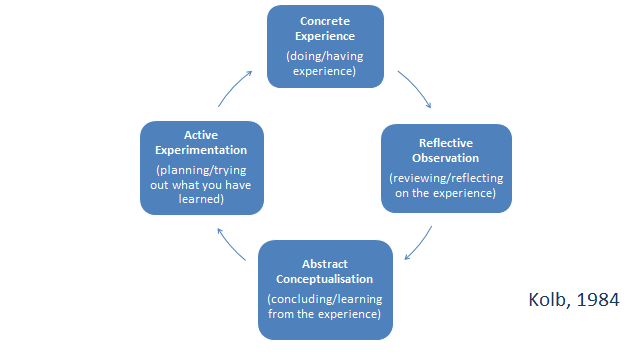 Concrete
Experience
(doing/having
experience)
Active
Experimentation
(planning/trying
out what you have
learned)
Reflective
Observation
(reviewing/reflecting
on the experience)
Abstract
Conceptualisation
(concluding/learning
from the experience)
Kolb, 1984